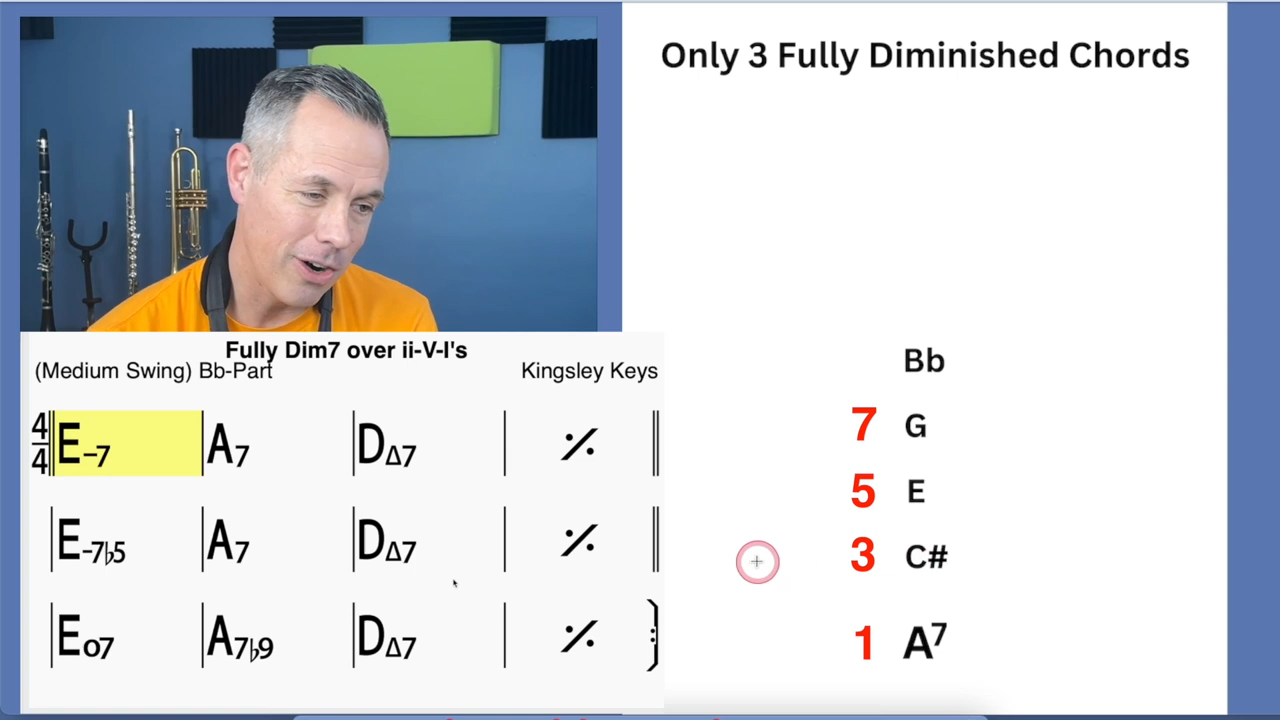 Only 3 Fully Diminished Chords
Fully Dim7 over ii-V-I's
(Medium Swing) Bb-Part
Kingsley Keys
4/4 E-7 A7 DΔ7 ٪
E-7♭5 A7 DΔ7 ٪
Eo7 A7♭9 DΔ7 ٪
Bb
7 G
5 E
3 C#
1 A7